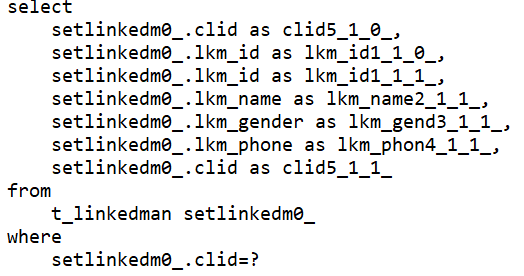 select
setlinkedm0_.clid as clid5_1_0_,
setlinkedm0_.lkm_id as lkm_id1_1_0_,
setlinkedm0_.lkm_id as lkm_id1_1_1_,
setlinkedm0_.lkm_name as lkm_name2_1_1_,
setlinkedm0_.lkm_gender as lkm_gend3_1_1_,
setlinkedm0_.lkm_phone as lkm_phon4_1_1_,
setlinkedm0_.clid as clid5_1_1_
from
t_linkedman setlinkedm0_
where
setlinkedm0_.clid=?